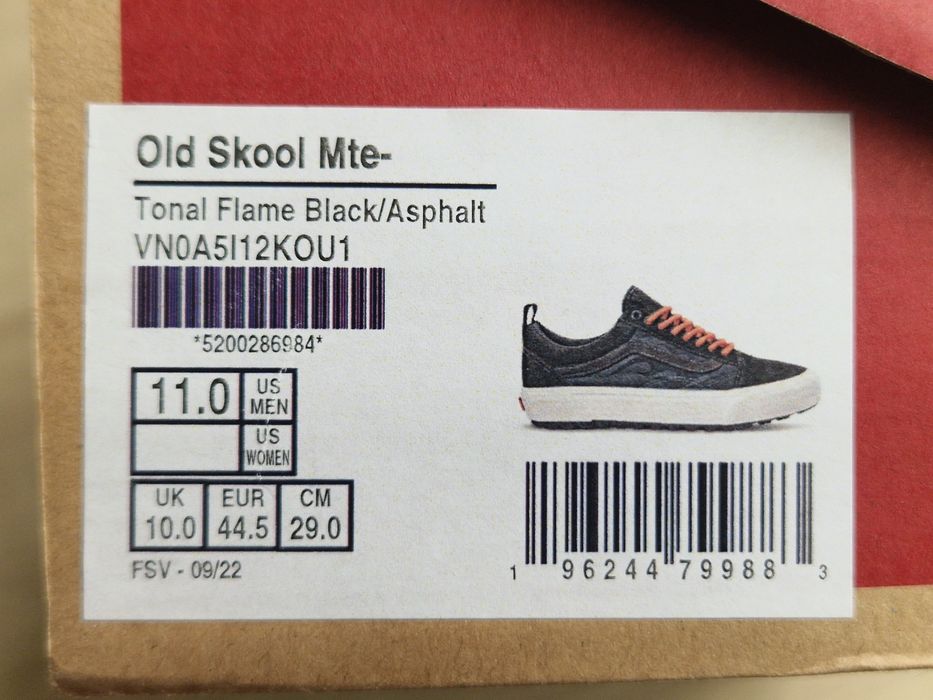 Old Skool Mte-
Tonal Flame Black/Asphalt
VN0A5I12KOU1
*5200286984*
11.0 US MEN
US WOMEN
UK EUR CM
10.0 44.5 29.0
FSV - 09/22
1 96244 79988 3